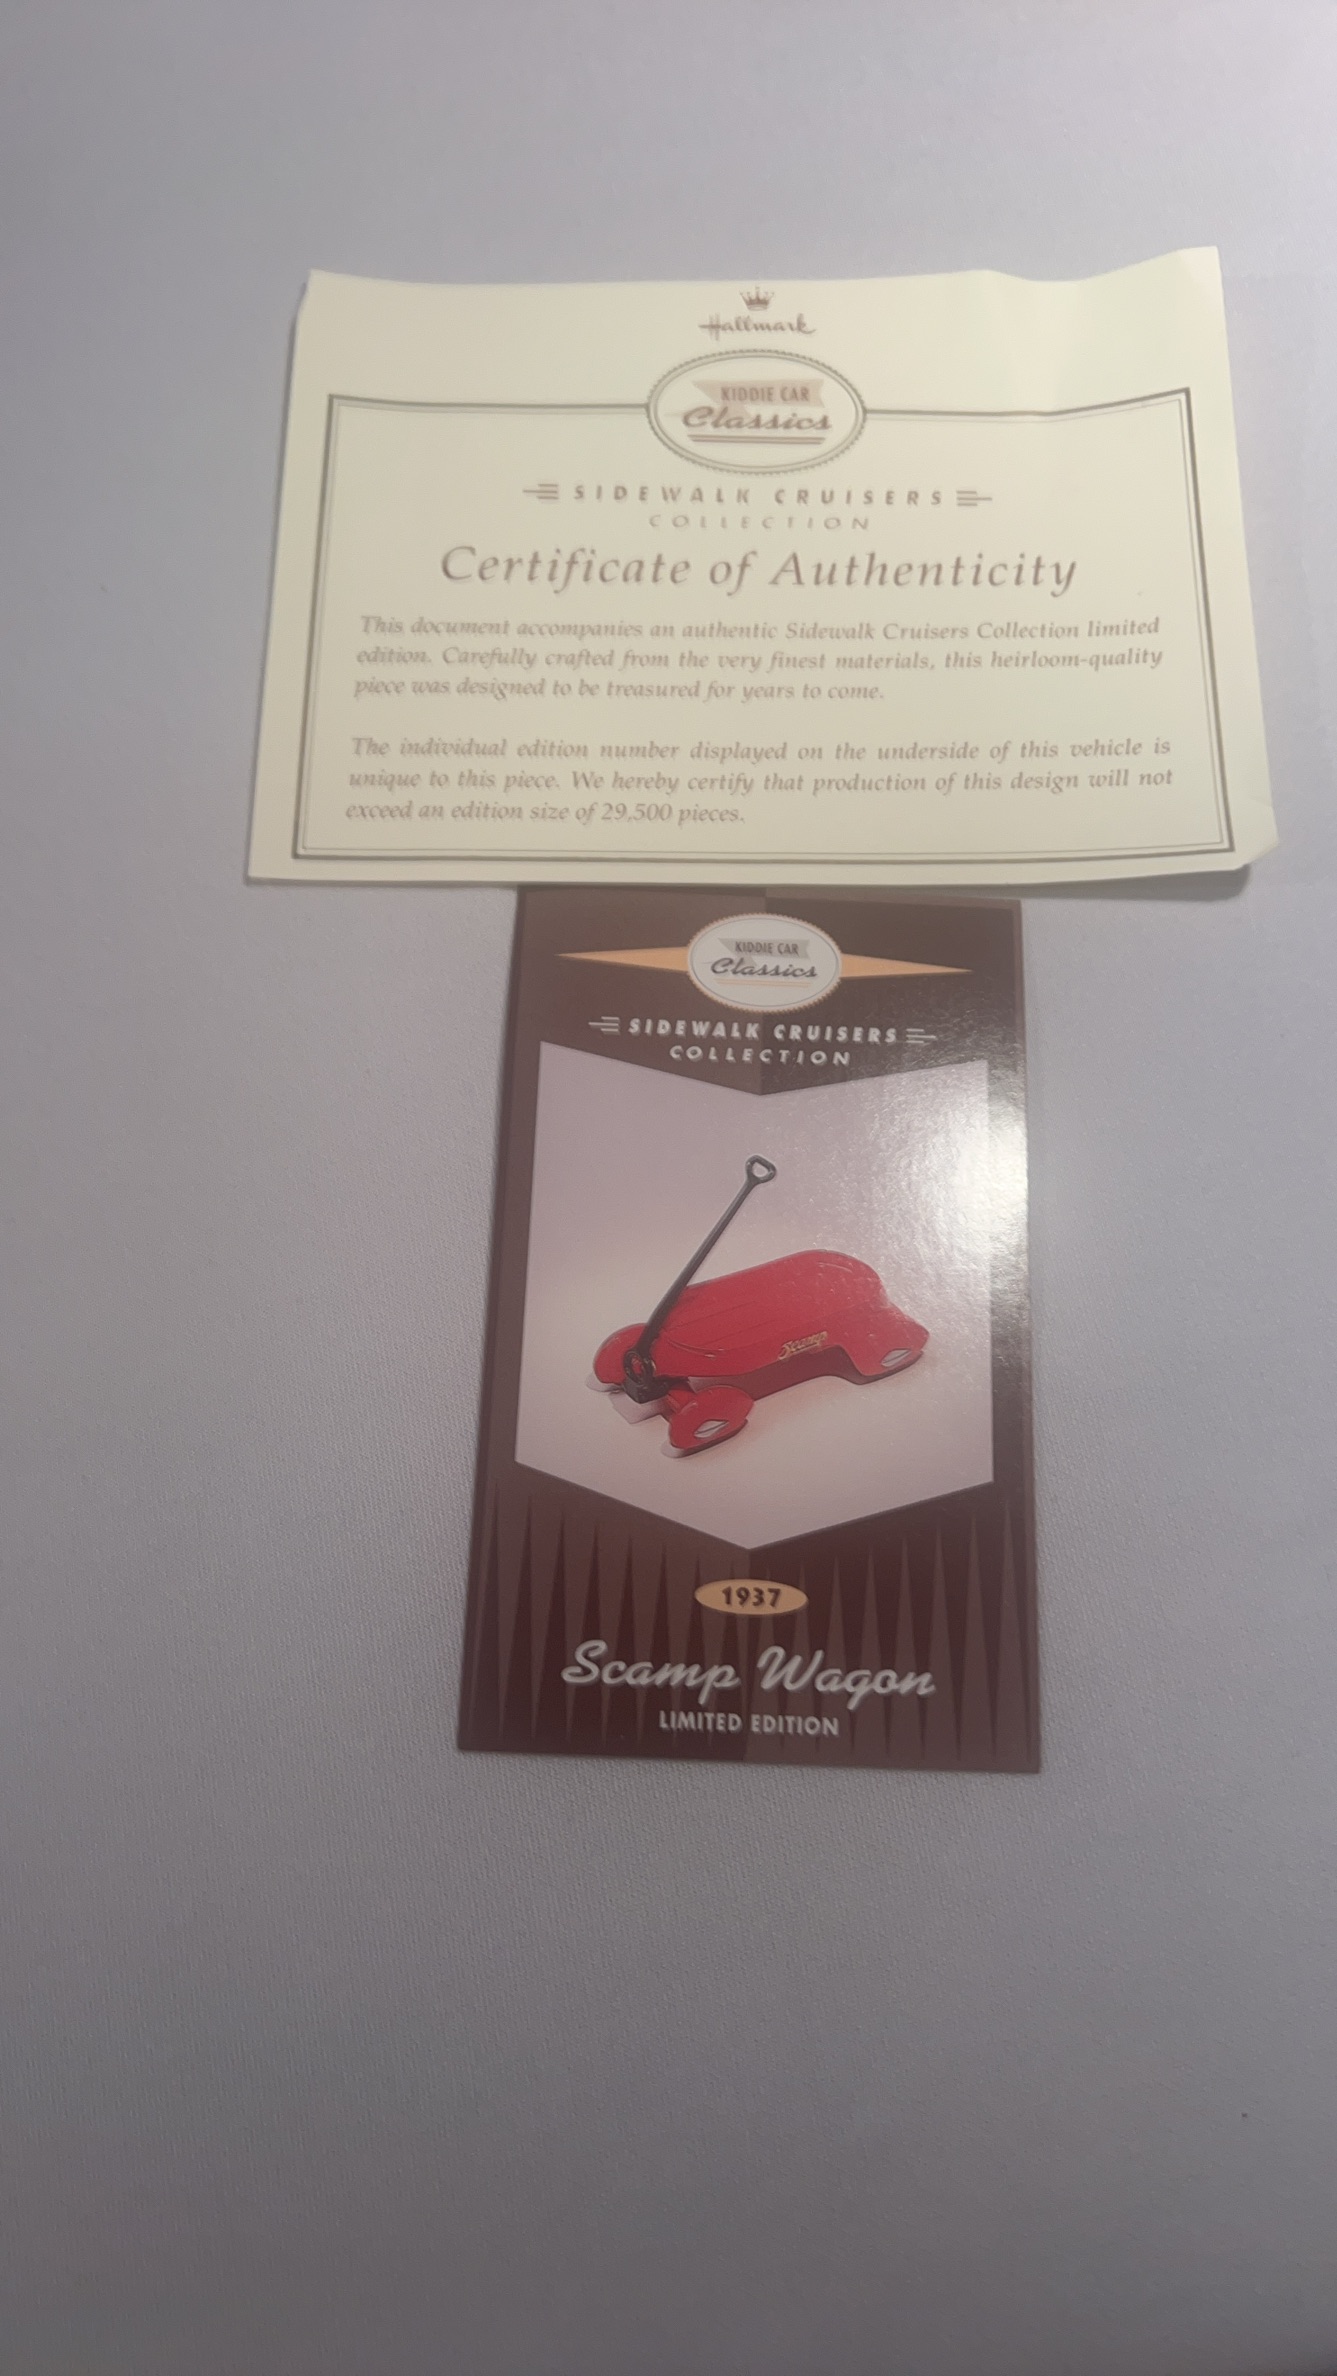 Hallmark
KIDDIE CAR
Classics
SIDEWALK CRUISERS
COLLECTION
Certificate of Authenticity
This document accompanies an authentic Sidewalk Cruisers Collection limited
edition. Carefully crafted from the very finest materials, this heirloom-quality
piece was designed to be treasured for years to come.
The individual edition number displayed on the underside of this vehicle is
unique to this piece. We hereby certify that production of this design will not
exceed an edition size of 29,500 pieces.
KIDDIE CAR
Classics
SIDEWALK CRUISERS
COLLECTION
Scamp
1937
Scamp Wagon
LIMITED EDITION